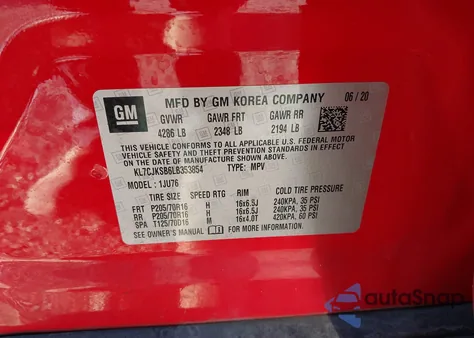 GM
MFD BY GM KOREA COMPANY 06/20
GVWR GAWR FRT GAWR RR
4286 LB 2348 LB 2194 LB
THIS VEHICLE CONFORMS TO ALL APPLICABLE U.S. FEDERAL
MOTOR VEHICLE SAFETY, BUMPER, AND THEFT PREVENTION
STANDARDS IN EFFECT ON THE DATE OF MANUFACTURE SHOWN ABOVE.
KL7CJKSB6LB353854 TYPE: MPV
MODEL: 1JU76
TIRE SIZE SPEED RTG RIM COLD TIRE PRESSURE
FRT P205/70R16 H 16x6.5J 240KPA, 35 PSI
RR P205/70R16 H 16x6.5J 240KPA, 35 PSI
SPA T125/70D16 M 16x4.0T 420KPA, 60 PSI
SEE OWNER'S MANUAL FOR MORE INFORMATION
autoSnap